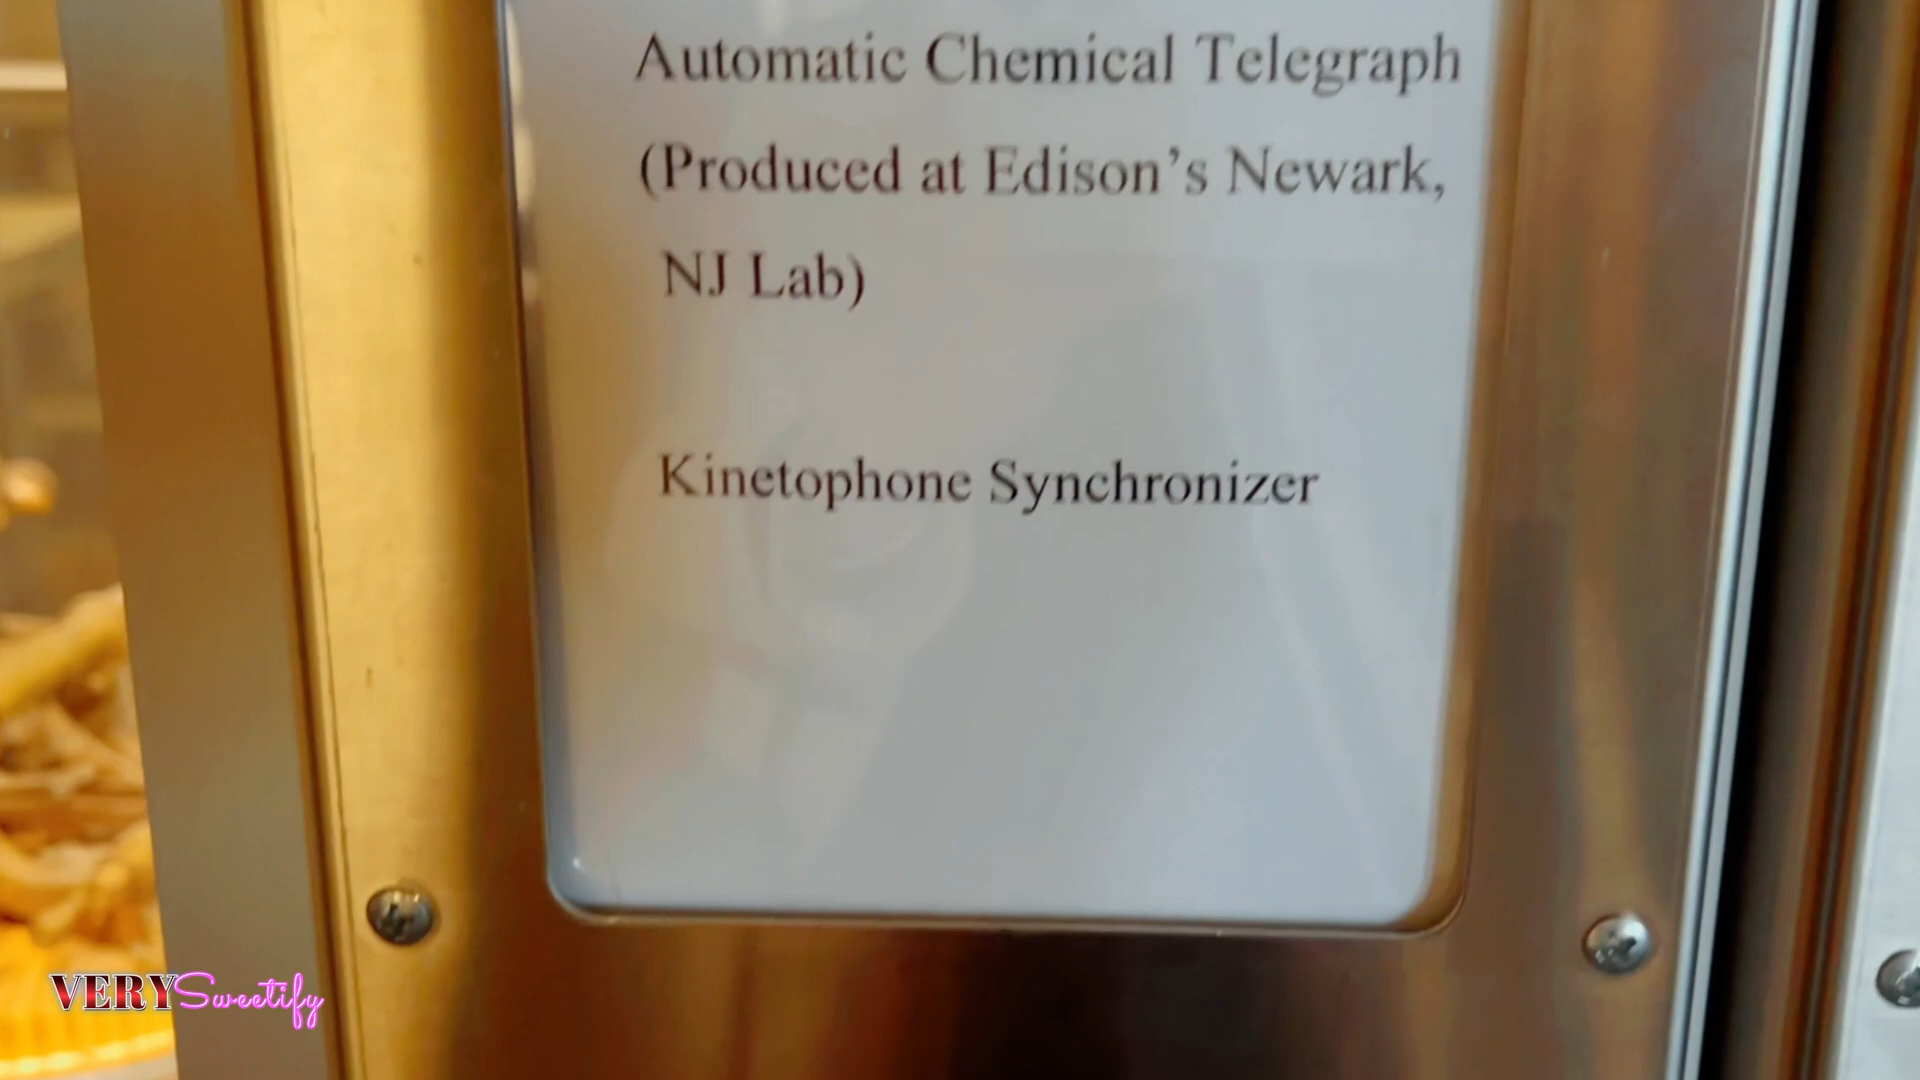 Automatic Chemical Telegraph
(Produced at Edison's Newark,
NJ Lab)
Kinetophone Synchronizer
VERYSweetify